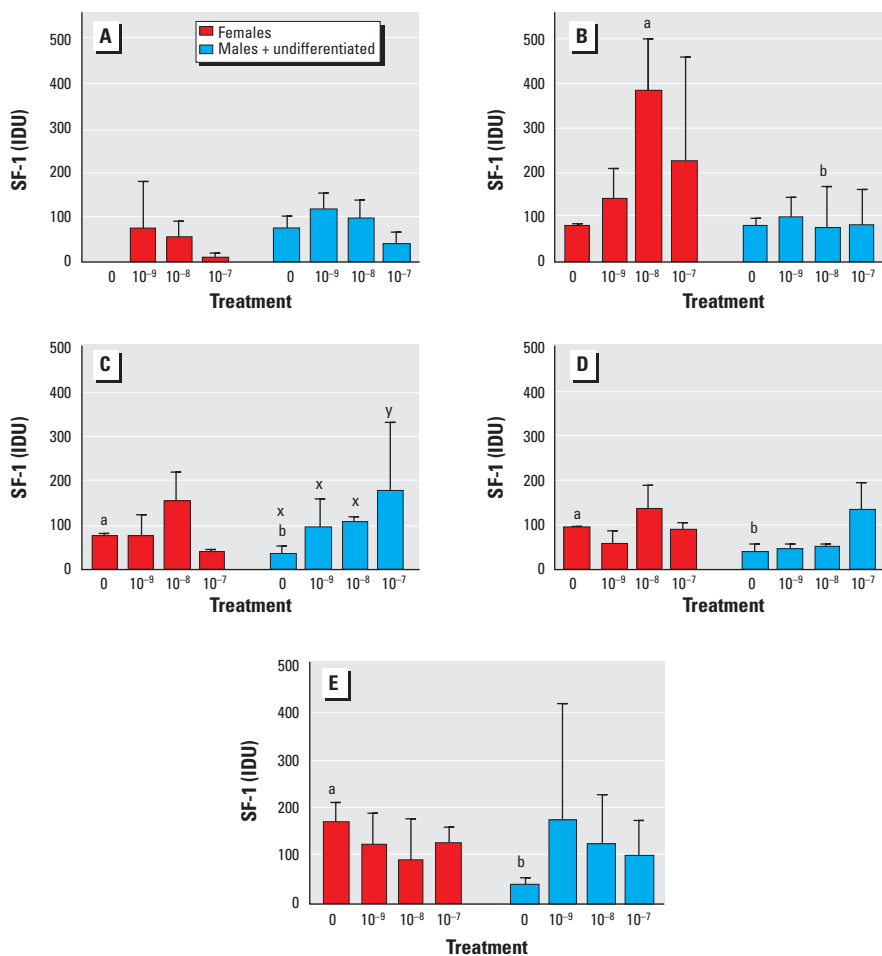 A
Females
Males + undifferentiated
SF-1 (IDU)
500
400
300
200
100
0
0 10⁻⁹ 10⁻⁸ 10⁻⁷ 0 10⁻⁹ 10⁻⁸ 10⁻⁷
Treatment
B
SF-1 (IDU)
500
400
300
200
100
0
a
b
0 10⁻⁹ 10⁻⁸ 10⁻⁷ 0 10⁻⁹ 10⁻⁸ 10⁻⁷
Treatment
C
SF-1 (IDU)
500
400
300
200
100
0
y
x x x
a b
0 10⁻⁹ 10⁻⁸ 10⁻⁷ 0 10⁻⁹ 10⁻⁸ 10⁻⁷
Treatment
D
SF-1 (IDU)
500
400
300
200
100
0
a b
0 10⁻⁹ 10⁻⁸ 10⁻⁷ 0 10⁻⁹ 10⁻⁸ 10⁻⁷
Treatment
E
SF-1 (IDU)
500
400
300
200
100
0
a
b
0 10⁻⁹ 10⁻⁸ 10⁻⁷ 0 10⁻⁹ 10⁻⁸ 10⁻⁷
Treatment